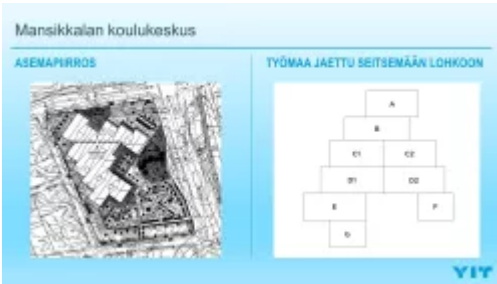 Mansikkalan koulukeskus
ASEMAPIIRROS
TYÖMAA JAETTU SEITSEMÄÄN LOHKOON
A
B
C1 C2
D1 D2
E F
G
YIT